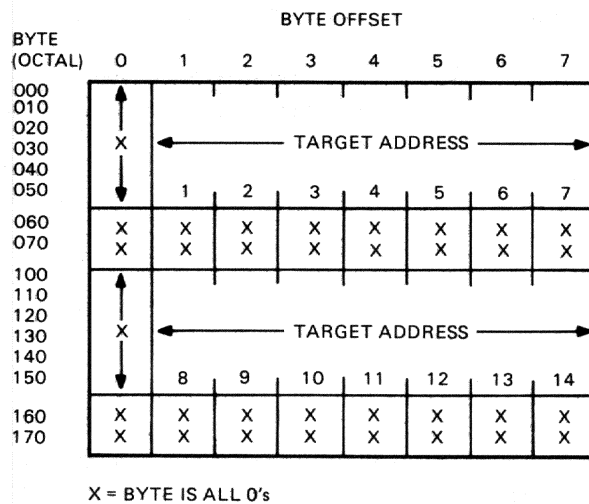 BYTE OFFSET
BYTE
(OCTAL) 0 1 2 3 4 5 6 7
000
010
020
030 X TARGET ADDRESS
040
050 1 2 3 4 5 6 7
060 X X X X X X X X
070 X X X X X X X X
100
110
120
130 X TARGET ADDRESS
140
150 8 9 10 11 12 13 14
160 X X X X X X X X
170 X X X X X X X X
X = BYTE IS ALL 0's